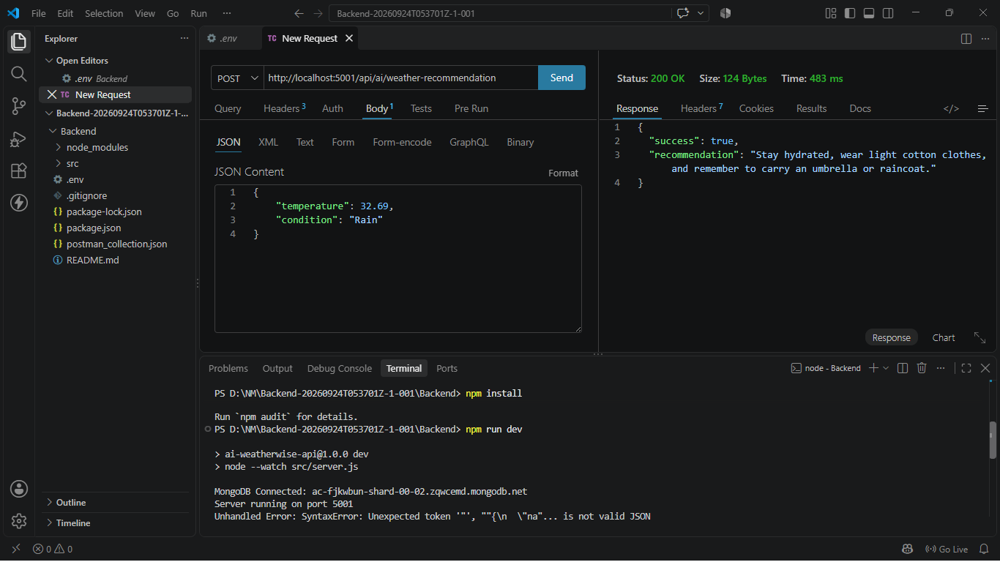 File Edit Selection View Go Run ···
Backend-20260924T053701Z-1-001
Explorer ···
Open Editors
.env Backend
TC New Request
Backend-20260924T053701Z-1-...
Backend
node_modules
src
.env
.gitignore
{} package-lock.json
{} package.json
{} postman_collection.json
README.md
Outline
Timeline
.env
TC New Request
POST http://localhost:5001/api/ai/weather-recommendation Send
Query Headers 3 Auth Body 1 Tests Pre Run
JSON XML Text Form Form-encode GraphQL Binary
JSON Content Format
1 {
2 "temperature": 32.69,
3 "condition": "Rain"
4 }
Status: 200 OK Size: 124 Bytes Time: 483 ms
Response Headers 7 Cookies Results Docs </>
1 {
2 "success": true,
3 "recommendation": "Stay hydrated, wear light cotton clothes,
and remember to carry an umbrella or raincoat."
4 }
Response Chart
Problems Output Debug Console Terminal Ports node - Backend
PS D:\NM\Backend-20260924T053701Z-1-001\Backend> npm install
Run `npm audit` for details.
PS D:\NM\Backend-20260924T053701Z-1-001\Backend> npm run dev
> ai-weatherwise-api@1.0.0 dev
> node --watch src/server.js
MongoDB Connected: ac-fjkwbun-shard-00-02.zqwcemd.mongodb.net
Server running on port 5001
Unhandled Error: SyntaxError: Unexpected token '"', ""{\n  \"na"... is not valid JSON
0 0 Go Live